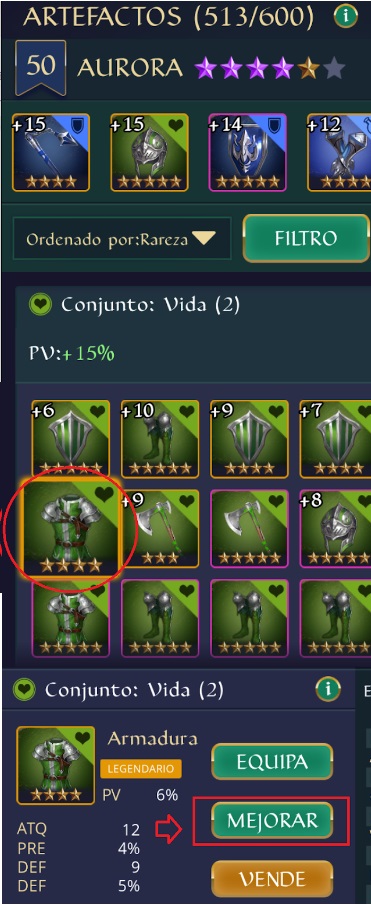 ARTEFACTOS (513/600)
50 AURORA
+15 +15 +14 +12
Ordenado por:Rareza FILTRO
Conjunto: Vida (2)
PV:+15%
+6 +10 +9 +7
+9 +8
Conjunto: Vida (2)
Armadura
LEGENDARIO
PV 6%
EQUIPA
MEJORAR
VENDE
ATQ 12
PRE 4%
DEF 9
DEF 5%